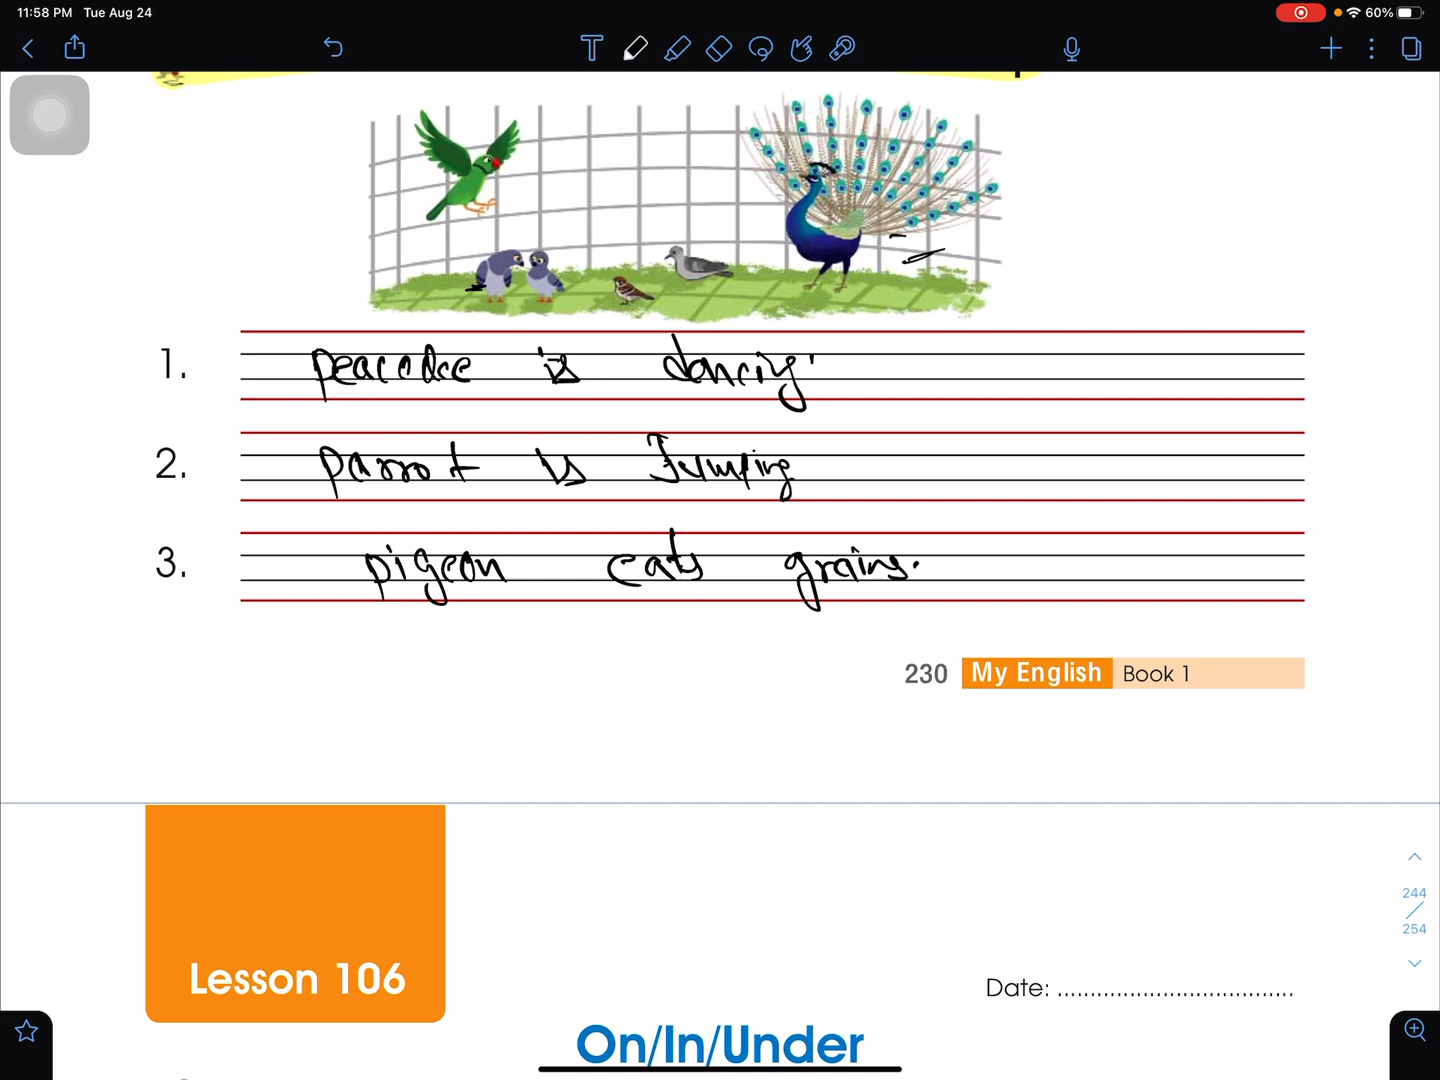 11:58 PM Tue Aug 24
60%
1. peacodce is dancing.
2. parrot is Jumping
3. pigeon eats grains.
230 My English Book 1
244
254
Lesson 106
Date: ....................................
On/In/Under